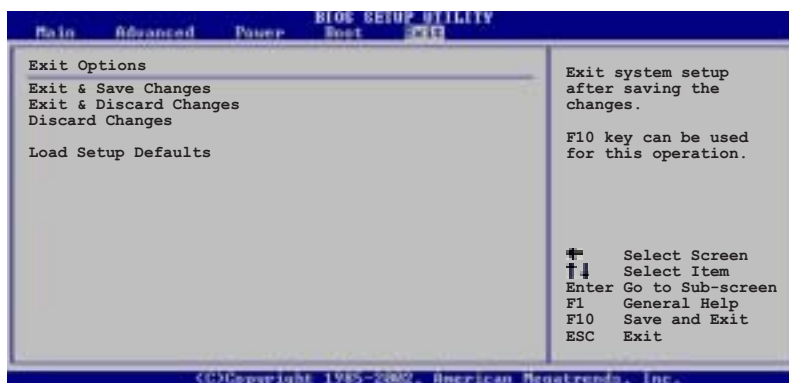 BIOS SETUP UTILITY
Main Advanced Power Boot Exit
Exit Options
Exit & Save Changes
Exit & Discard Changes
Discard Changes
Load Setup Defaults
Exit system setup
after saving the
changes.
F10 key can be used
for this operation.
Select Screen
Select Item
Enter Go to Sub-screen
F1 General Help
F10 Save and Exit
ESC Exit
(C)Copyright 1985-2002, American Megatrends, Inc.